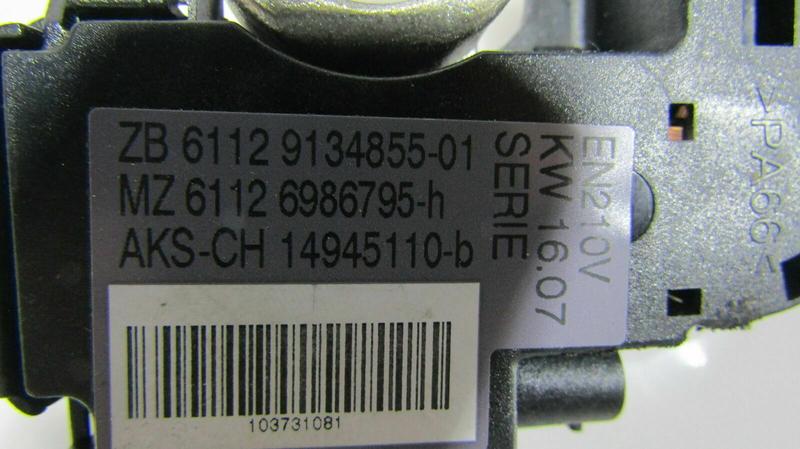 ZB 6112 9134855-01
MZ 6112 6986795-h
AKS-CH 14945110-b
SERIE
KW 16.07
EN210V
>PA66<
103731081